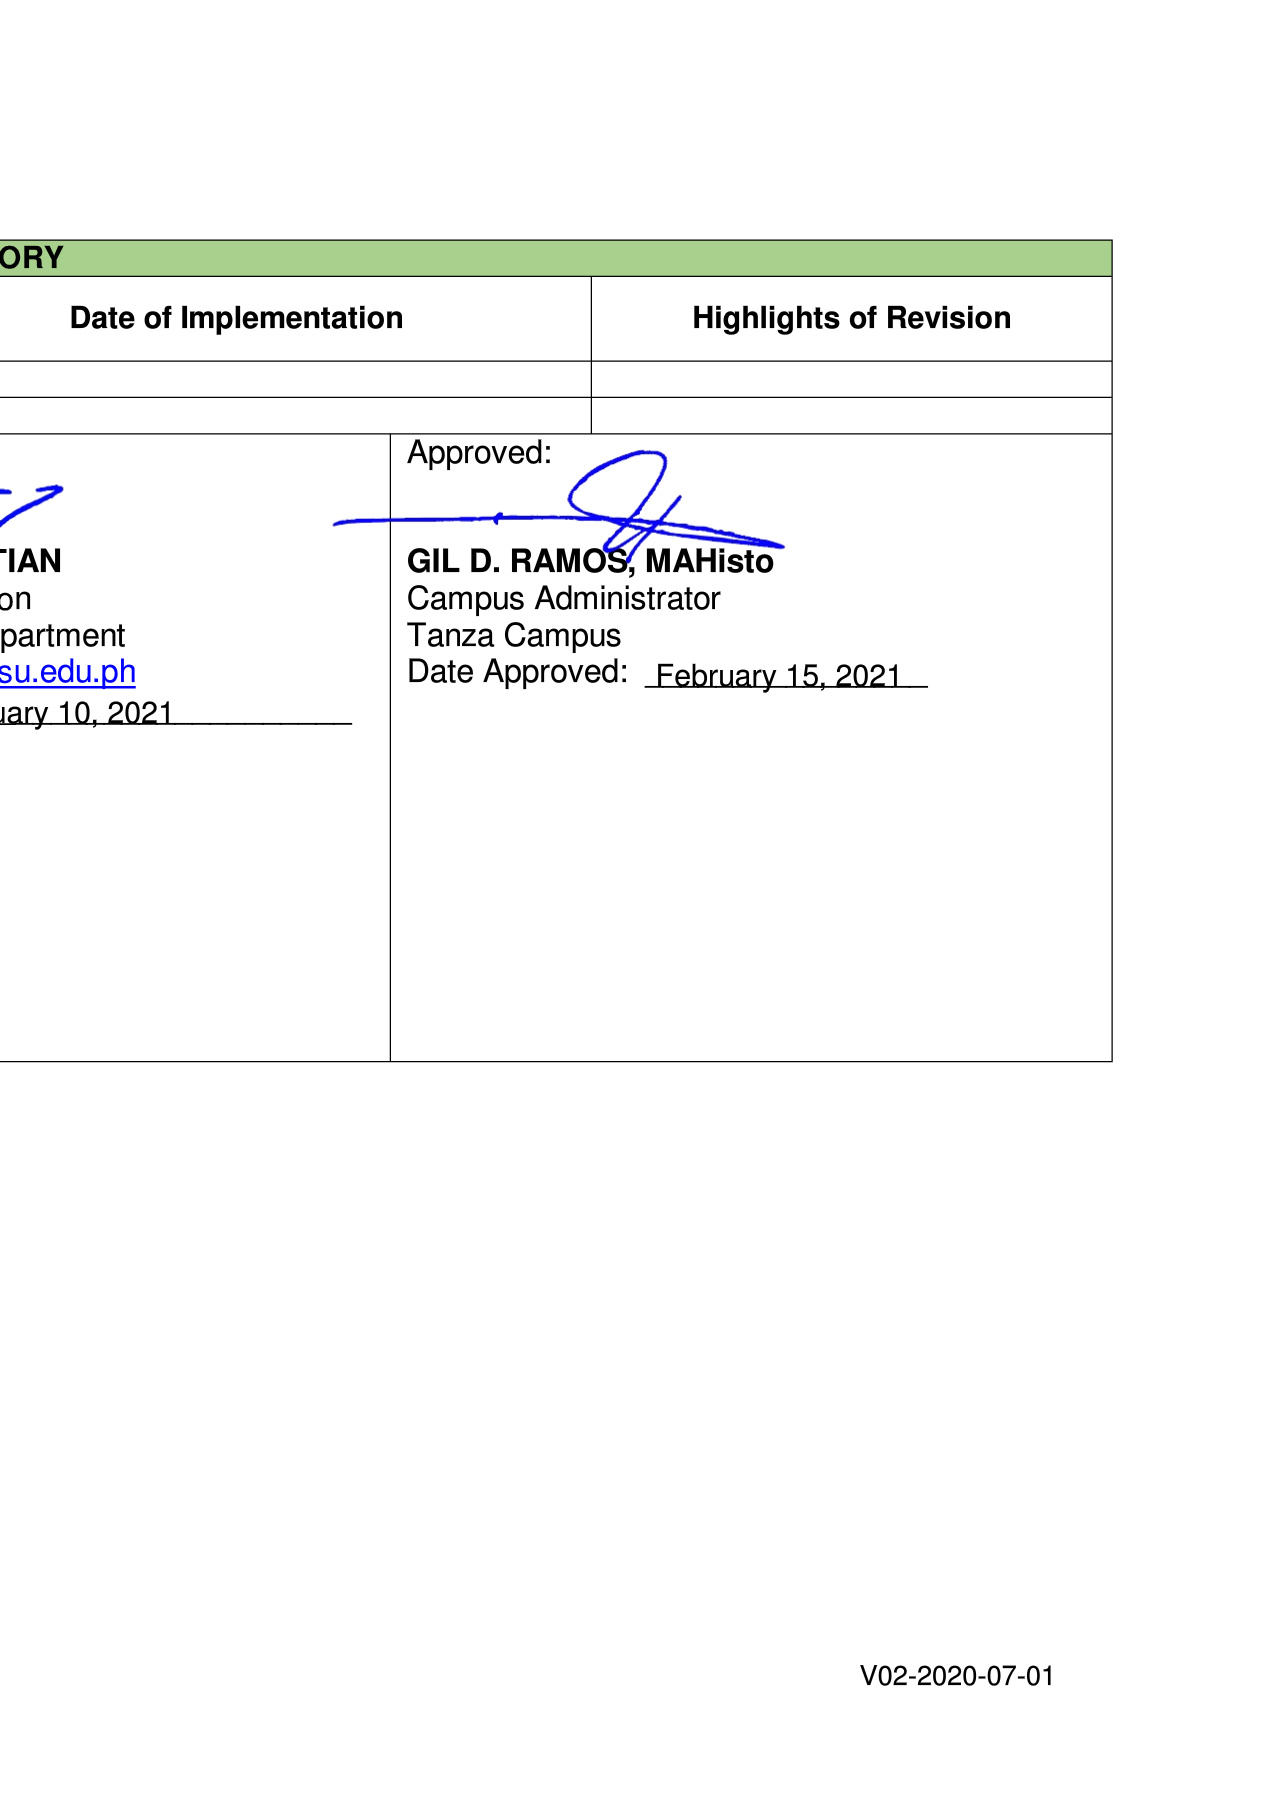 ORY
Date of Implementation
Highlights of Revision
TIAN
on
partment
su.edu.ph
uary 10, 2021
Approved:
GIL D. RAMOS, MAHisto
Campus Administrator
Tanza Campus
Date Approved: February 15, 2021
V02-2020-07-01